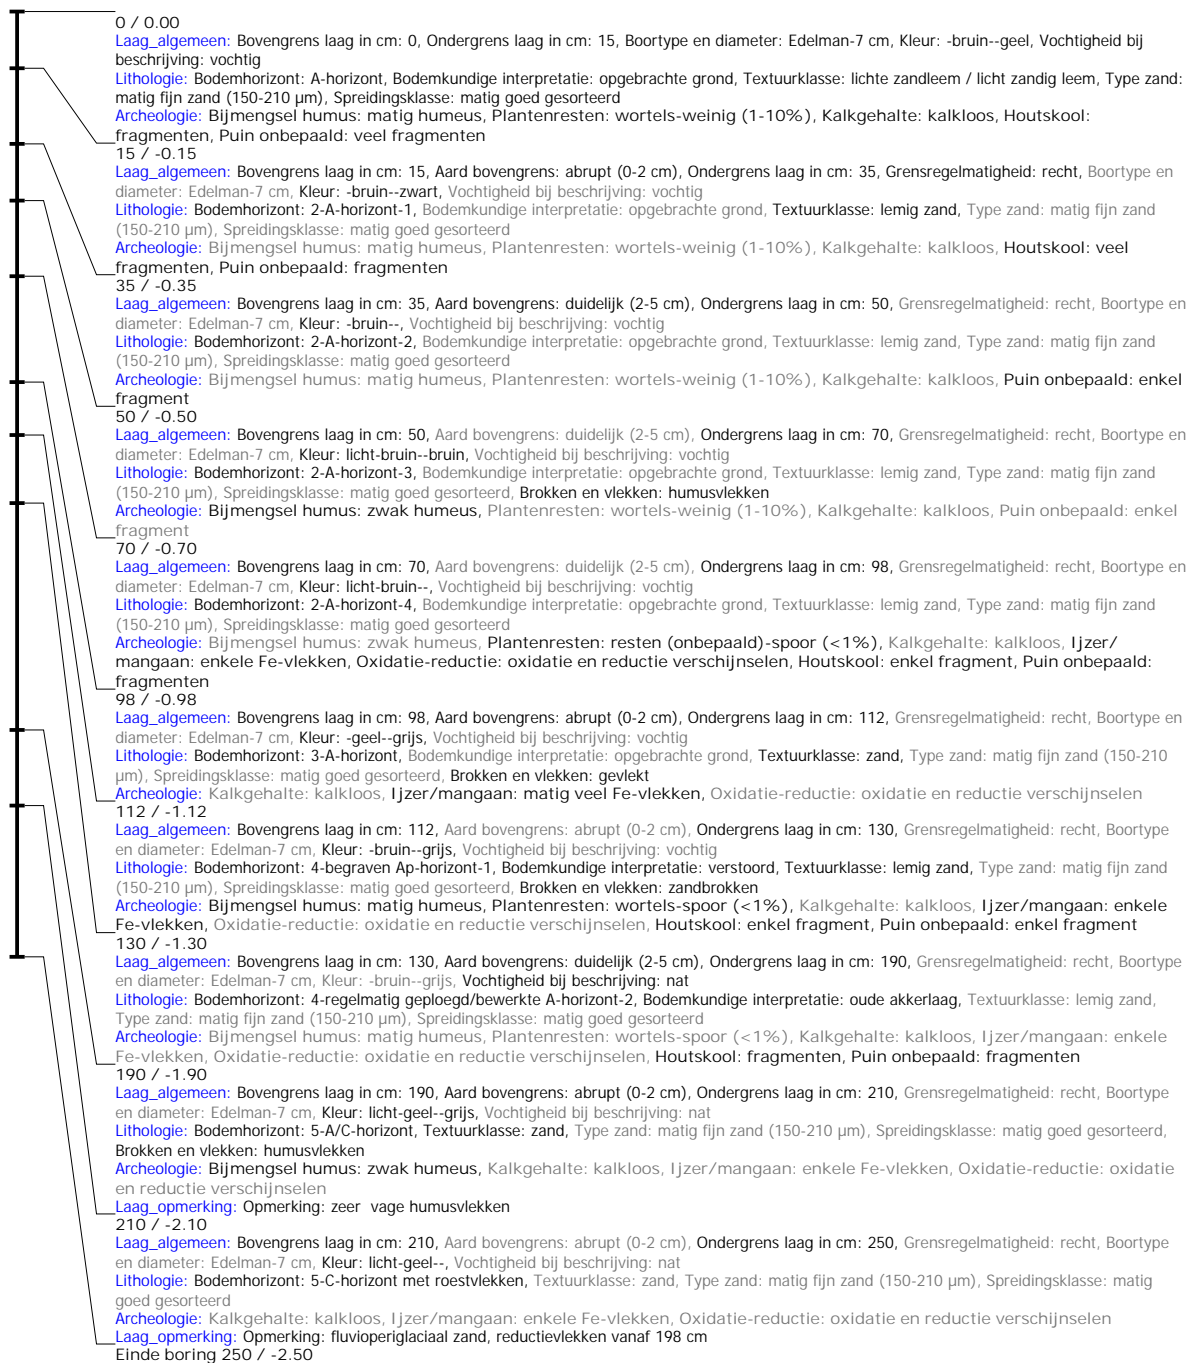 0 / 0.00
Laag_algemeen: Bovengrens laag in cm: 0, Ondergrens laag in cm: 15, Boortype en diameter: Edelman-7 cm, Kleur: -bruin--geel, Vochtigheid bij
beschrijving: vochtig
Lithologie: Bodemhorizont: A-horizont, Bodemkundige interpretatie: opgebrachte grond, Textuurklasse: lichte zandleem / licht zandig leem, Type zand:
matig fijn zand (150-210 µm), Spreidingsklasse: matig goed gesorteerd
Archeologie: Bijmengsel humus: matig humeus, Plantenresten: wortels-weinig (1-10%), Kalkgehalte: kalkloos, Houtskool:
fragmenten, Puin onbepaald: veel fragmenten
15 / -0.15
Laag_algemeen: Bovengrens laag in cm: 15, Aard bovengrens: abrupt (0-2 cm), Ondergrens laag in cm: 35, Grensregelmatigheid: recht, Boortype en
diameter: Edelman-7 cm, Kleur: -bruin--zwart, Vochtigheid bij beschrijving: vochtig
Lithologie: Bodemhorizont: 2-A-horizont-1, Bodemkundige interpretatie: opgebrachte grond, Textuurklasse: lemig zand, Type zand: matig fijn zand
(150-210 µm), Spreidingsklasse: matig goed gesorteerd
Archeologie: Bijmengsel humus: matig humeus, Plantenresten: wortels-weinig (1-10%), Kalkgehalte: kalkloos, Houtskool: veel
fragmenten, Puin onbepaald: fragmenten
35 / -0.35
Laag_algemeen: Bovengrens laag in cm: 35, Aard bovengrens: duidelijk (2-5 cm), Ondergrens laag in cm: 50, Grensregelmatigheid: recht, Boortype en
diameter: Edelman-7 cm, Kleur: -bruin--, Vochtigheid bij beschrijving: vochtig
Lithologie: Bodemhorizont: 2-A-horizont-2, Bodemkundige interpretatie: opgebrachte grond, Textuurklasse: lemig zand, Type zand: matig fijn zand
(150-210 µm), Spreidingsklasse: matig goed gesorteerd
Archeologie: Bijmengsel humus: matig humeus, Plantenresten: wortels-weinig (1-10%), Kalkgehalte: kalkloos, Puin onbepaald: enkel
fragment
50 / -0.50
Laag_algemeen: Bovengrens laag in cm: 50, Aard bovengrens: duidelijk (2-5 cm), Ondergrens laag in cm: 70, Grensregelmatigheid: recht, Boortype en
diameter: Edelman-7 cm, Kleur: licht-bruin--bruin, Vochtigheid bij beschrijving: vochtig
Lithologie: Bodemhorizont: 2-A-horizont-3, Bodemkundige interpretatie: opgebrachte grond, Textuurklasse: lemig zand, Type zand: matig fijn zand
(150-210 µm), Spreidingsklasse: matig goed gesorteerd, Brokken en vlekken: humusvlekken
Archeologie: Bijmengsel humus: zwak humeus, Plantenresten: wortels-weinig (1-10%), Kalkgehalte: kalkloos, Puin onbepaald: enkel
fragment
70 / -0.70
Laag_algemeen: Bovengrens laag in cm: 70, Aard bovengrens: duidelijk (2-5 cm), Ondergrens laag in cm: 98, Grensregelmatigheid: recht, Boortype en
diameter: Edelman-7 cm, Kleur: licht-bruin--, Vochtigheid bij beschrijving: vochtig
Lithologie: Bodemhorizont: 2-A-horizont-4, Bodemkundige interpretatie: opgebrachte grond, Textuurklasse: lemig zand, Type zand: matig fijn zand
(150-210 µm), Spreidingsklasse: matig goed gesorteerd
Archeologie: Bijmengsel humus: zwak humeus, Plantenresten: resten (onbepaald)-spoor (<1%), Kalkgehalte: kalkloos, Ijzer/
mangaan: enkele Fe-vlekken, Oxidatie-reductie: oxidatie en reductie verschijnselen, Houtskool: enkel fragment, Puin onbepaald:
fragmenten
98 / -0.98
Laag_algemeen: Bovengrens laag in cm: 98, Aard bovengrens: abrupt (0-2 cm), Ondergrens laag in cm: 112, Grensregelmatigheid: recht, Boortype en
diameter: Edelman-7 cm, Kleur: -geel--grijs, Vochtigheid bij beschrijving: vochtig
Lithologie: Bodemhorizont: 3-A-horizont, Bodemkundige interpretatie: opgebrachte grond, Textuurklasse: zand, Type zand: matig fijn zand (150-210
µm), Spreidingsklasse: matig goed gesorteerd, Brokken en vlekken: gevlekt
Archeologie: Kalkgehalte: kalkloos, Ijzer/mangaan: matig veel Fe-vlekken, Oxidatie-reductie: oxidatie en reductie verschijnselen
112 / -1.12
Laag_algemeen: Bovengrens laag in cm: 112, Aard bovengrens: abrupt (0-2 cm), Ondergrens laag in cm: 130, Grensregelmatigheid: recht, Boortype
en diameter: Edelman-7 cm, Kleur: -bruin--grijs, Vochtigheid bij beschrijving: vochtig
Lithologie: Bodemhorizont: 4-begraven Ap-horizont-1, Bodemkundige interpretatie: verstoord, Textuurklasse: lemig zand, Type zand: matig fijn zand
(150-210 µm), Spreidingsklasse: matig goed gesorteerd, Brokken en vlekken: zandbrokken
Archeologie: Bijmengsel humus: matig humeus, Plantenresten: wortels-spoor (<1%), Kalkgehalte: kalkloos, Ijzer/mangaan: enkele
Fe-vlekken, Oxidatie-reductie: oxidatie en reductie verschijnselen, Houtskool: enkel fragment, Puin onbepaald: enkel fragment
130 / -1.30
Laag_algemeen: Bovengrens laag in cm: 130, Aard bovengrens: duidelijk (2-5 cm), Ondergrens laag in cm: 190, Grensregelmatigheid: recht, Boortype
en diameter: Edelman-7 cm, Kleur: -bruin--grijs, Vochtigheid bij beschrijving: nat
Lithologie: Bodemhorizont: 4-regelmatig geploegd/bewerkte A-horizont-2, Bodemkundige interpretatie: oude akkerlaag, Textuurklasse: lemig zand,
Type zand: matig fijn zand (150-210 µm), Spreidingsklasse: matig goed gesorteerd
Archeologie: Bijmengsel humus: matig humeus, Plantenresten: wortels-spoor (<1%), Kalkgehalte: kalkloos, Ijzer/mangaan: enkele
Fe-vlekken, Oxidatie-reductie: oxidatie en reductie verschijnselen, Houtskool: fragmenten, Puin onbepaald: fragmenten
190 / -1.90
Laag_algemeen: Bovengrens laag in cm: 190, Aard bovengrens: abrupt (0-2 cm), Ondergrens laag in cm: 210, Grensregelmatigheid: recht, Boortype
en diameter: Edelman-7 cm, Kleur: licht-geel--grijs, Vochtigheid bij beschrijving: nat
Lithologie: Bodemhorizont: 5-A/C-horizont, Textuurklasse: zand, Type zand: matig fijn zand (150-210 µm), Spreidingsklasse: matig goed gesorteerd,
Brokken en vlekken: humusvlekken
Archeologie: Bijmengsel humus: zwak humeus, Kalkgehalte: kalkloos, Ijzer/mangaan: enkele Fe-vlekken, Oxidatie-reductie: oxidatie
en reductie verschijnselen
Laag_opmerking: Opmerking: zeer  vage humusvlekken
210 / -2.10
Laag_algemeen: Bovengrens laag in cm: 210, Aard bovengrens: abrupt (0-2 cm), Ondergrens laag in cm: 250, Grensregelmatigheid: recht, Boortype
en diameter: Edelman-7 cm, Kleur: licht-geel--, Vochtigheid bij beschrijving: nat
Lithologie: Bodemhorizont: 5-C-horizont met roestvlekken, Textuurklasse: zand, Type zand: matig fijn zand (150-210 µm), Spreidingsklasse: matig
goed gesorteerd
Archeologie: Kalkgehalte: kalkloos, Ijzer/mangaan: enkele Fe-vlekken, Oxidatie-reductie: oxidatie en reductie verschijnselen
Laag_opmerking: Opmerking: fluvioperiglaciaal zand, reductievlekken vanaf 198 cm
Einde boring 250 / -2.50